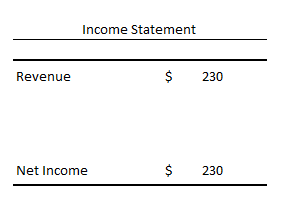 Income Statement
Revenue $ 230
Net Income $ 230